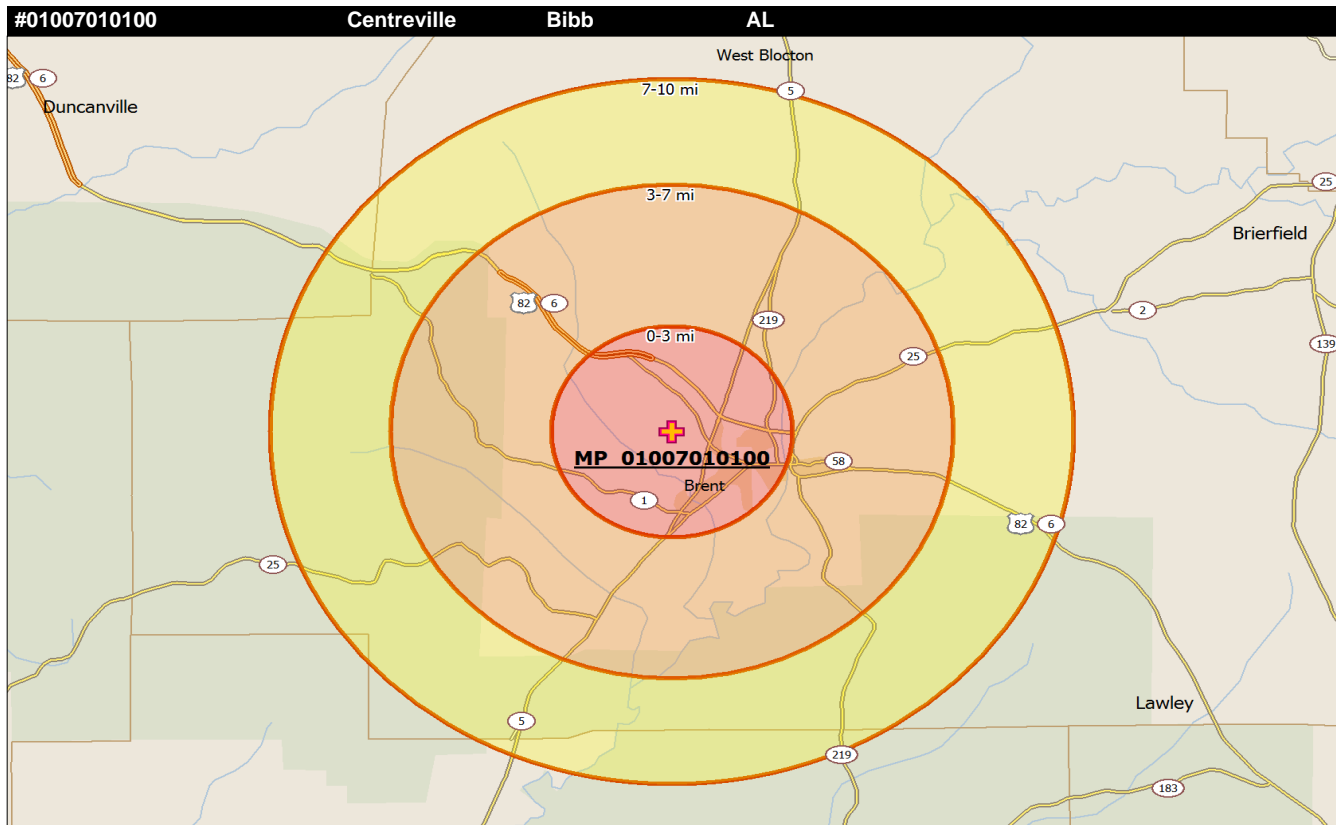 #01007010100 Centreville Bibb AL
West Blocton
82 6
7-10 mi
5
Duncanville
3-7 mi
25
Brierfield
82 6
2
219
0-3 mi
139
25
MP 01007010100
58
Brent
1
82 6
25
Lawley
5
219
183